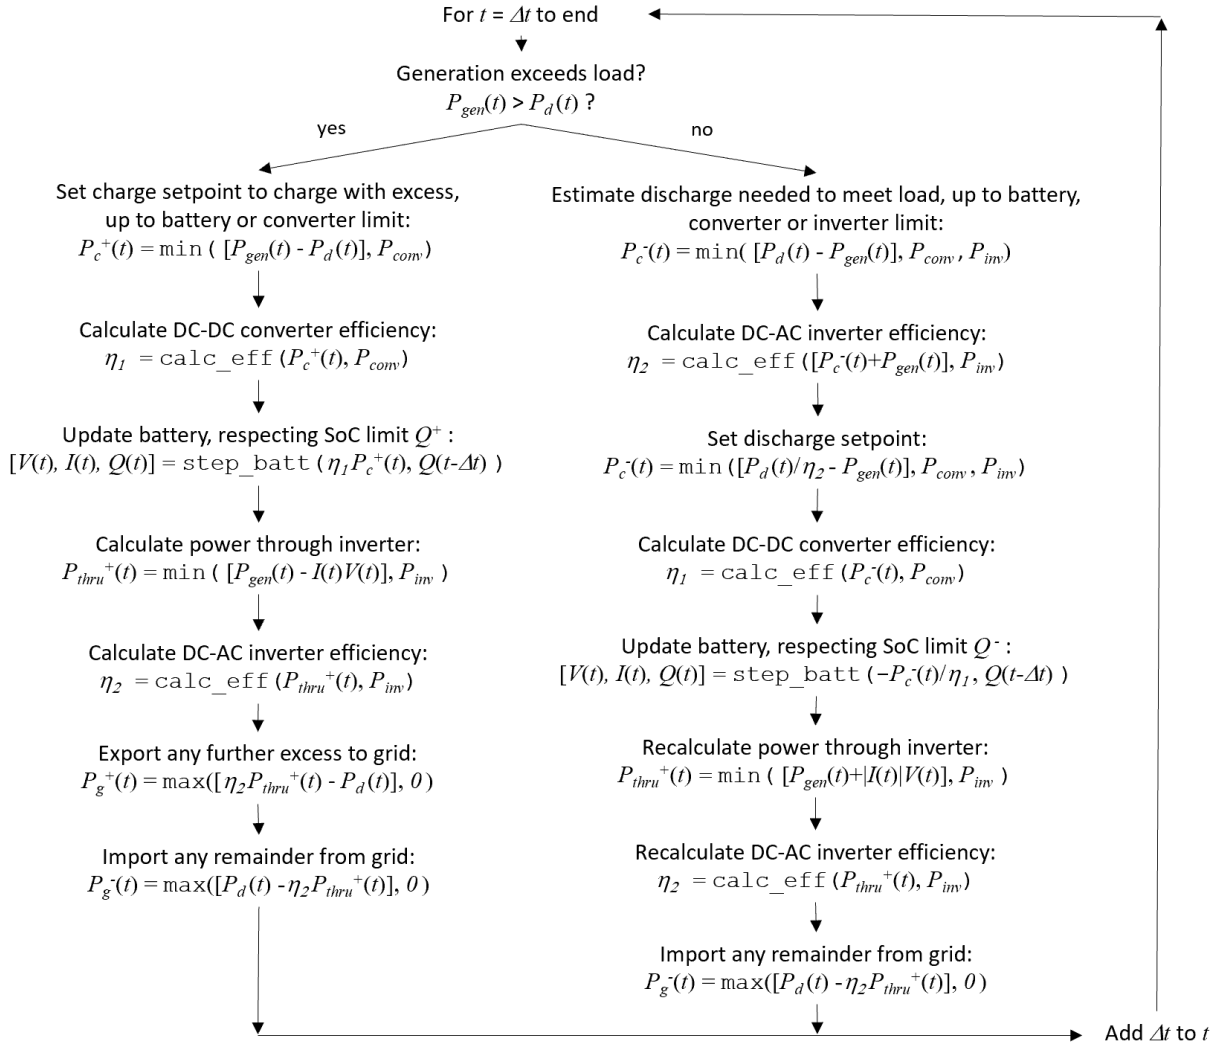 For t = Δt to end
Generation exceeds load?
P_gen(t) > P_d(t) ?
yes
no
Set charge setpoint to charge with excess,
up to battery or converter limit:
P_c^+(t) = min ( [P_gen(t) - P_d(t)], P_conv)
Calculate DC-DC converter efficiency:
η_1 = calc_eff (P_c^+(t), P_conv)
Update battery, respecting SoC limit Q^+ :
[V(t), I(t), Q(t)] = step_batt (η_1P_c^+(t), Q(t-Δt) )
Calculate power through inverter:
P_thru^+(t) = min ( [P_gen(t) - I(t)V(t)], P_inv )
Calculate DC-AC inverter efficiency:
η_2 = calc_eff (P_thru^+(t), P_inv)
Export any further excess to grid:
P_g^+(t) = max([η_2P_thru^+(t) - P_d(t)], 0)
Import any remainder from grid:
P_g^-(t) = max([P_d(t) -η_2P_thru^+(t)], 0)
Estimate discharge needed to meet load, up to battery,
converter or inverter limit:
P_c^-(t) = min( [P_d(t) - P_gen(t)], P_conv, P_inv)
Calculate DC-AC inverter efficiency:
η_2 = calc_eff ([P_c^-(t)+P_gen(t)], P_inv)
Set discharge setpoint:
P_c^-(t) = min ([P_d(t)/η_2 - P_gen(t)], P_conv, P_inv)
Calculate DC-DC converter efficiency:
η_1 = calc_eff (P_c^-(t), P_conv)
Update battery, respecting SoC limit Q^- :
[V(t), I(t), Q(t)] = step_batt (−P_c^-(t)/η_1, Q(t-Δt) )
Recalculate power through inverter:
P_thru^+(t) = min ( [P_gen(t)+|I(t)|V(t)], P_inv )
Recalculate DC-AC inverter efficiency:
η_2 = calc_eff (P_thru^+(t), P_inv)
Import any remainder from grid:
P_g^-(t) = max([P_d(t) -η_2P_thru^+(t)], 0 )
Add Δt to t